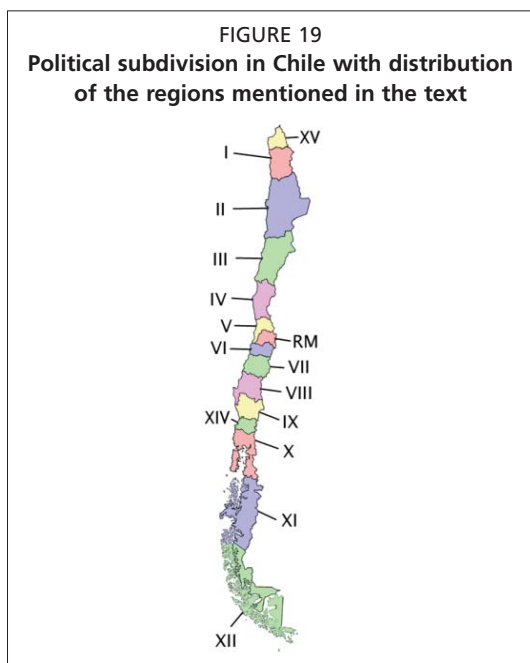 FIGURE 19
Political subdivision in Chile with distribution
of the regions mentioned in the text
XV
I
II
III
IV
V
RM
VI
VII
VIII
XIV
IX
X
XI
XII